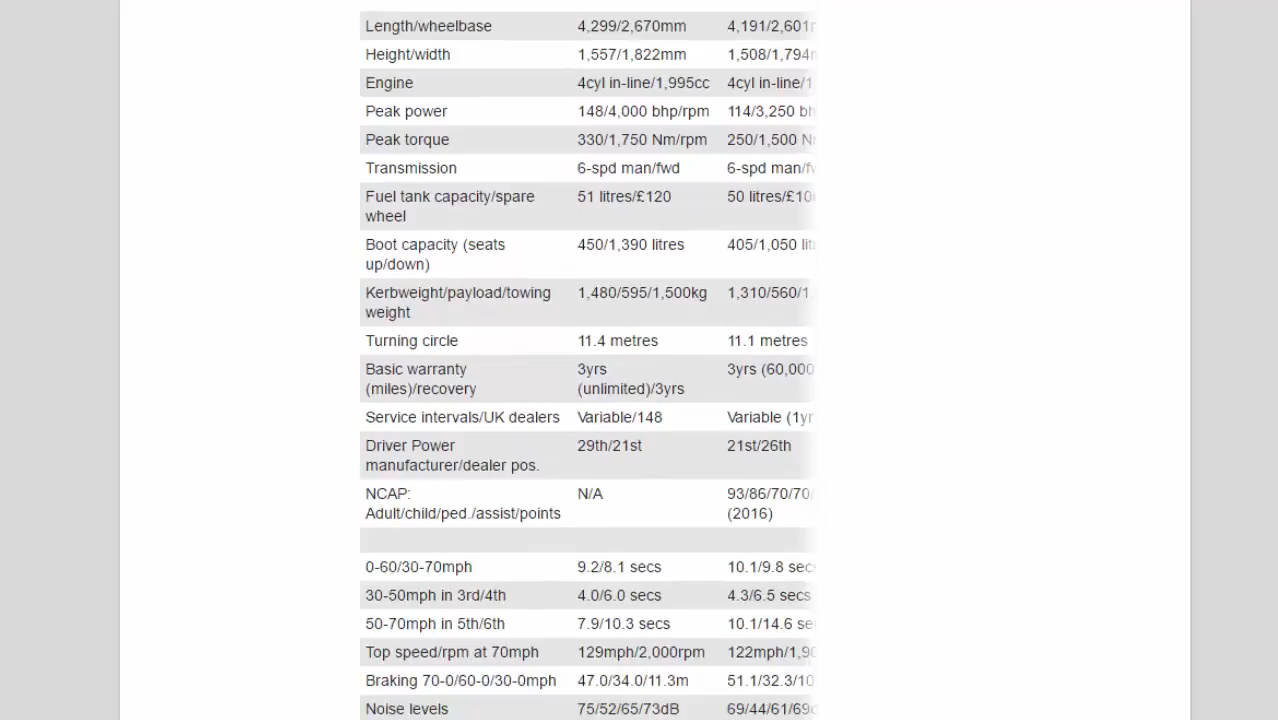 Length/wheelbase 4,299/2,670mm 4,191/2,601
Height/width 1,557/1,822mm 1,508/1,794
Engine 4cyl in-line/1,995cc 4cyl in-line/1
Peak power 148/4,000 bhp/rpm 114/3,250 bh
Peak torque 330/1,750 Nm/rpm 250/1,500 N
Transmission 6-spd man/fwd 6-spd man/fw
Fuel tank capacity/spare 51 litres/£120 50 litres/£10
wheel
Boot capacity (seats 450/1,390 litres 405/1,050 lit
up/down)
Kerbweight/payload/towing 1,480/595/1,500kg 1,310/560/1
weight
Turning circle 11.4 metres 11.1 metres
Basic warranty 3yrs 3yrs (60,000
(miles)/recovery (unlimited)/3yrs
Service intervals/UK dealers Variable/148 Variable (1yr
Driver Power 29th/21st 21st/26th
manufacturer/dealer pos.
NCAP: N/A 93/86/70/70/
Adult/child/ped./assist/points (2016)
0-60/30-70mph 9.2/8.1 secs 10.1/9.8 sec
30-50mph in 3rd/4th 4.0/6.0 secs 4.3/6.5 secs
50-70mph in 5th/6th 7.9/10.3 secs 10.1/14.6 se
Top speed/rpm at 70mph 129mph/2,000rpm 122mph/1,90
Braking 70-0/60-0/30-0mph 47.0/34.0/11.3m 51.1/32.3/10
Noise levels 75/52/65/73dB 69/44/61/69